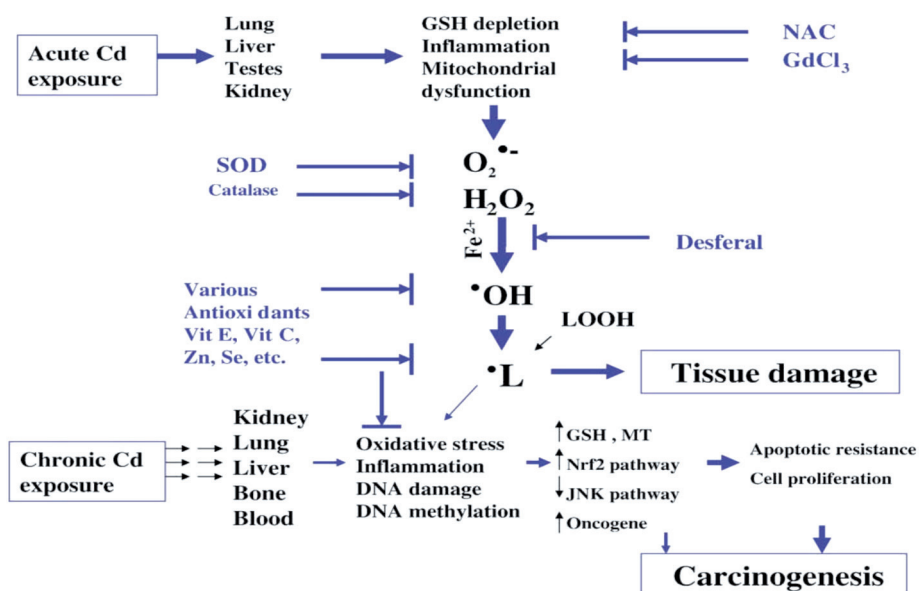 Acute Cd
exposure
Lung
Liver
Testes
Kidney
GSH depletion
Inflammation
Mitochondrial
dysfunction
NAC
GdCl₃
SOD
Catalase
O₂•-
H₂O₂
Fe²⁺
Desferal
Various
Antioxi dants
Vit E, Vit C,
Zn, Se, etc.
•OH
LOOH
•L
Tissue damage
Chronic Cd
exposure
Kidney
Lung
Liver
Bone
Blood
Oxidative stress
Inflammation
DNA damage
DNA methylation
↑GSH , MT
↑Nrf2 pathway
↓JNK pathway
↑Oncogene
Apoptotic resistance
Cell proliferation
Carcinogenesis